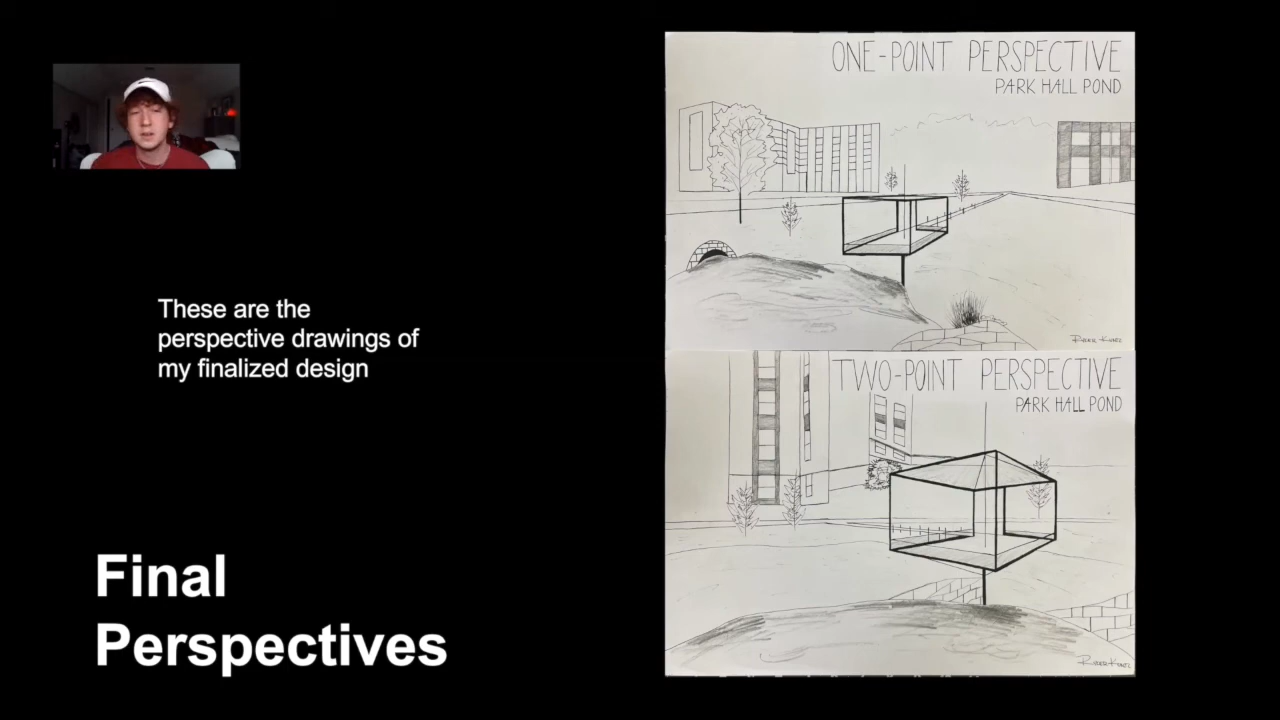 ONE-POINT PERSPECTIVE
PARK HALL POND
These are the
perspective drawings of
my finalized design
TWO-POINT PERSPECTIVE
PARK HALL POND
Final
Perspectives